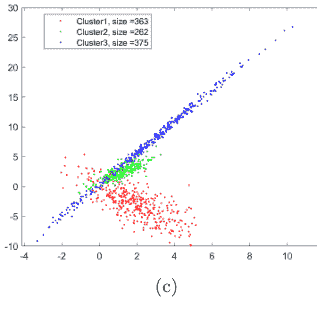 30
25
20
15
10
5
0
-5
-10
Cluster1, size =363
Cluster2, size =262
Cluster3, size =375
-4 -2 0 2 4 6 8 10
(c)